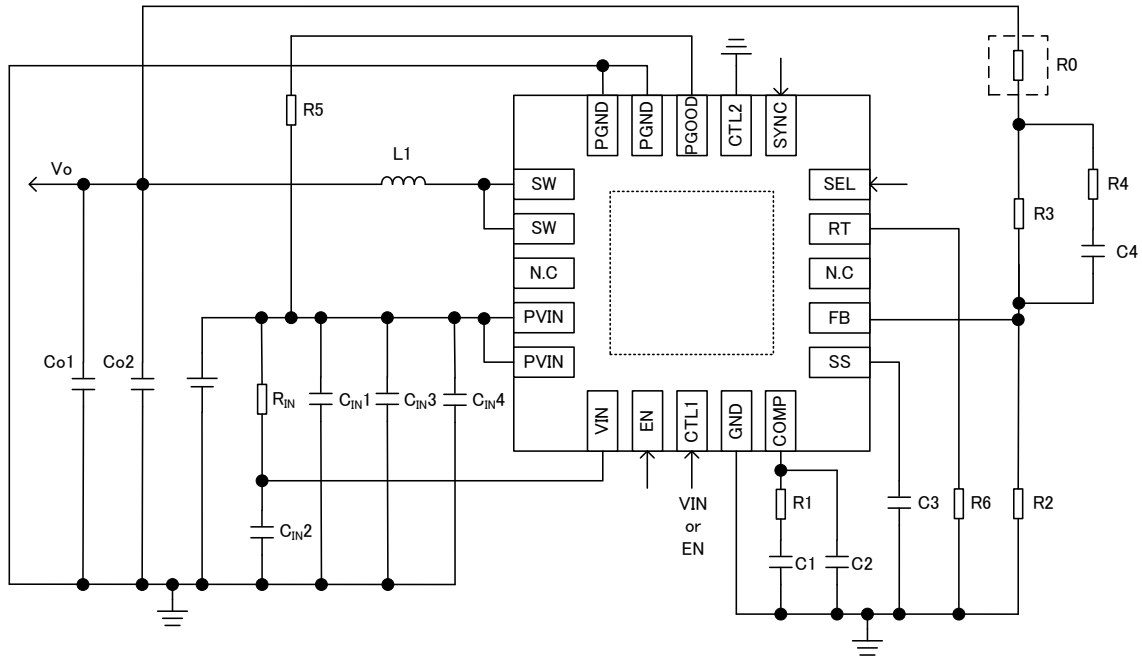 R0
R5
PGND
PGND
PGOOD
CTL2
SYNC
L1
Vo
SW
SEL
R4
SW
RT
R3
C4
N.C
N.C
PVIN
FB
Co1
Co2
PVIN
SS
RIN
CIN1
CIN3
CIN4
VIN
EN
CTL1
GND
COMP
CIN2
VIN
or
EN
R1
C3
R6
R2
C1
C2